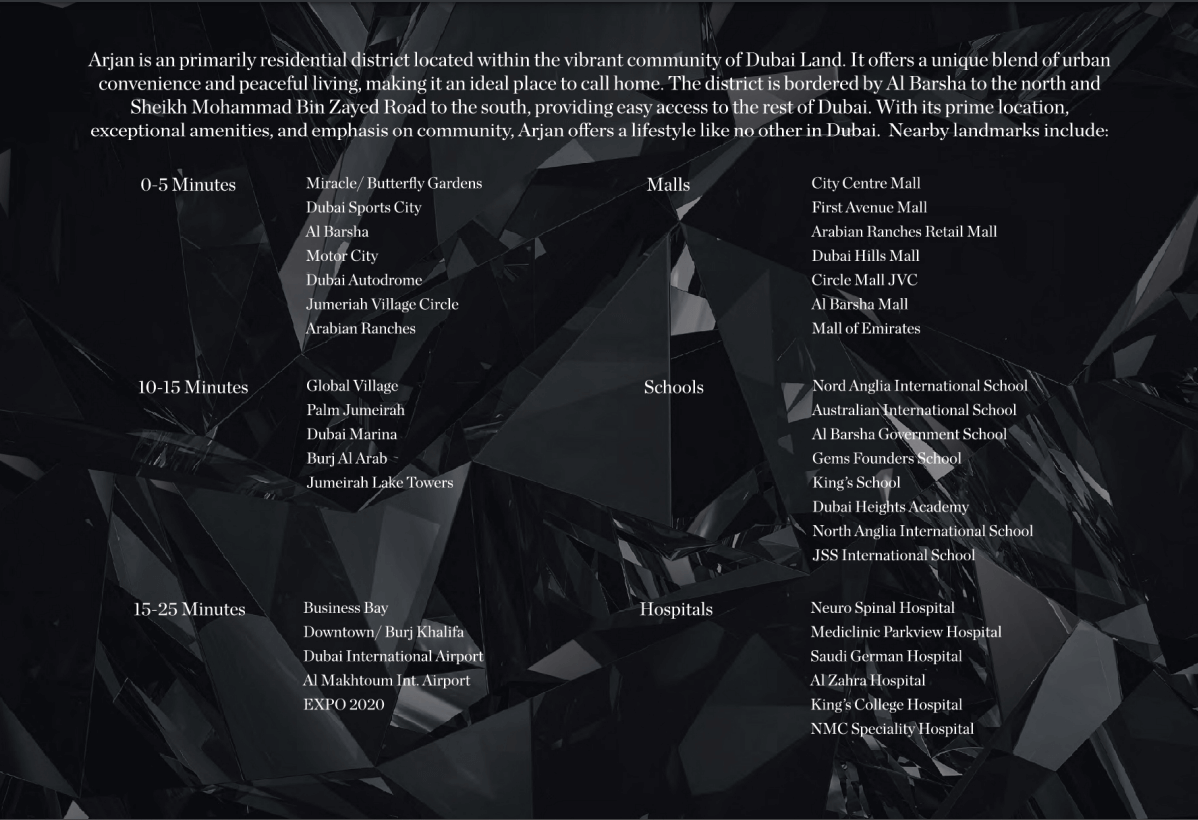 Arjan is an primarily residential district located within the vibrant community of Dubai Land. It offers a unique blend of urban
convenience and peaceful living, making it an ideal place to call home. The district is bordered by Al Barsha to the north and
Sheikh Mohammad Bin Zayed Road to the south, providing easy access to the rest of Dubai. With its prime location,
exceptional amenities, and emphasis on community, Arjan offers a lifestyle like no other in Dubai.  Nearby landmarks include:
0-5 Minutes
Miracle/ Butterfly Gardens
Dubai Sports City
Al Barsha
Motor City
Dubai Autodrome
Jumeriah Village Circle
Arabian Ranches
Malls
City Centre Mall
First Avenue Mall
Arabian Ranches Retail Mall
Dubai Hills Mall
Circle Mall JVC
Al Barsha Mall
Mall of Emirates
10-15 Minutes
Global Village
Palm Jumeirah
Dubai Marina
Burj Al Arab
Jumeirah Lake Towers
Schools
Nord Anglia International School
Australian International School
Al Barsha Government School
Gems Founders School
King's School
Dubai Heights Academy
North Anglia International School
JSS International School
15-25 Minutes
Business Bay
Downtown/ Burj Khalifa
Dubai International Airport
Al Makhtoum Int. Airport
EXPO 2020
Hospitals
Neuro Spinal Hospital
Mediclinic Parkview Hospital
Saudi German Hospital
Al Zahra Hospital
King's College Hospital
NMC Speciality Hospital